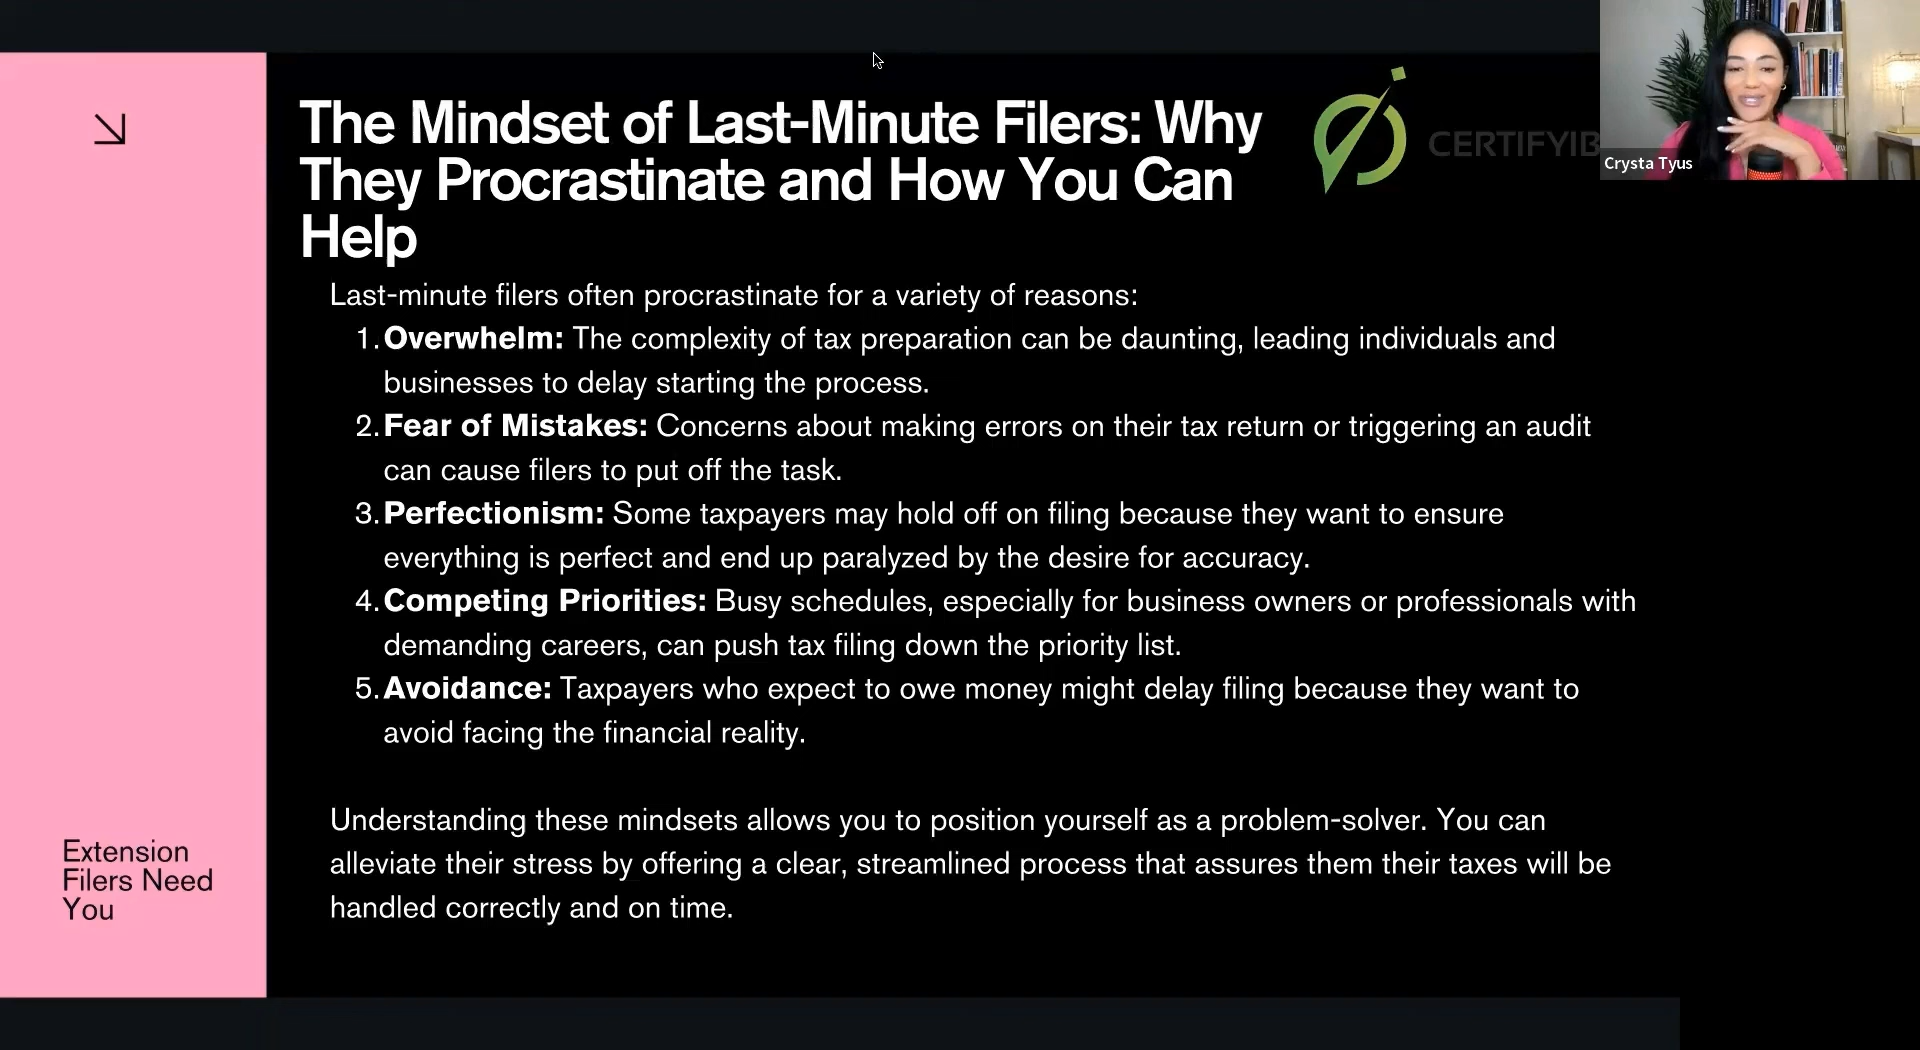 The Mindset of Last-Minute Filers: Why
They Procrastinate and How You Can
Help
CERTIFYIB
Crysta Tyus
Last-minute filers often procrastinate for a variety of reasons:
1. Overwhelm: The complexity of tax preparation can be daunting, leading individuals and
businesses to delay starting the process.
2. Fear of Mistakes: Concerns about making errors on their tax return or triggering an audit
can cause filers to put off the task.
3. Perfectionism: Some taxpayers may hold off on filing because they want to ensure
everything is perfect and end up paralyzed by the desire for accuracy.
4. Competing Priorities: Busy schedules, especially for business owners or professionals with
demanding careers, can push tax filing down the priority list.
5. Avoidance: Taxpayers who expect to owe money might delay filing because they want to
avoid facing the financial reality.
Understanding these mindsets allows you to position yourself as a problem-solver. You can
alleviate their stress by offering a clear, streamlined process that assures them their taxes will be
handled correctly and on time.
Extension
Filers Need
You